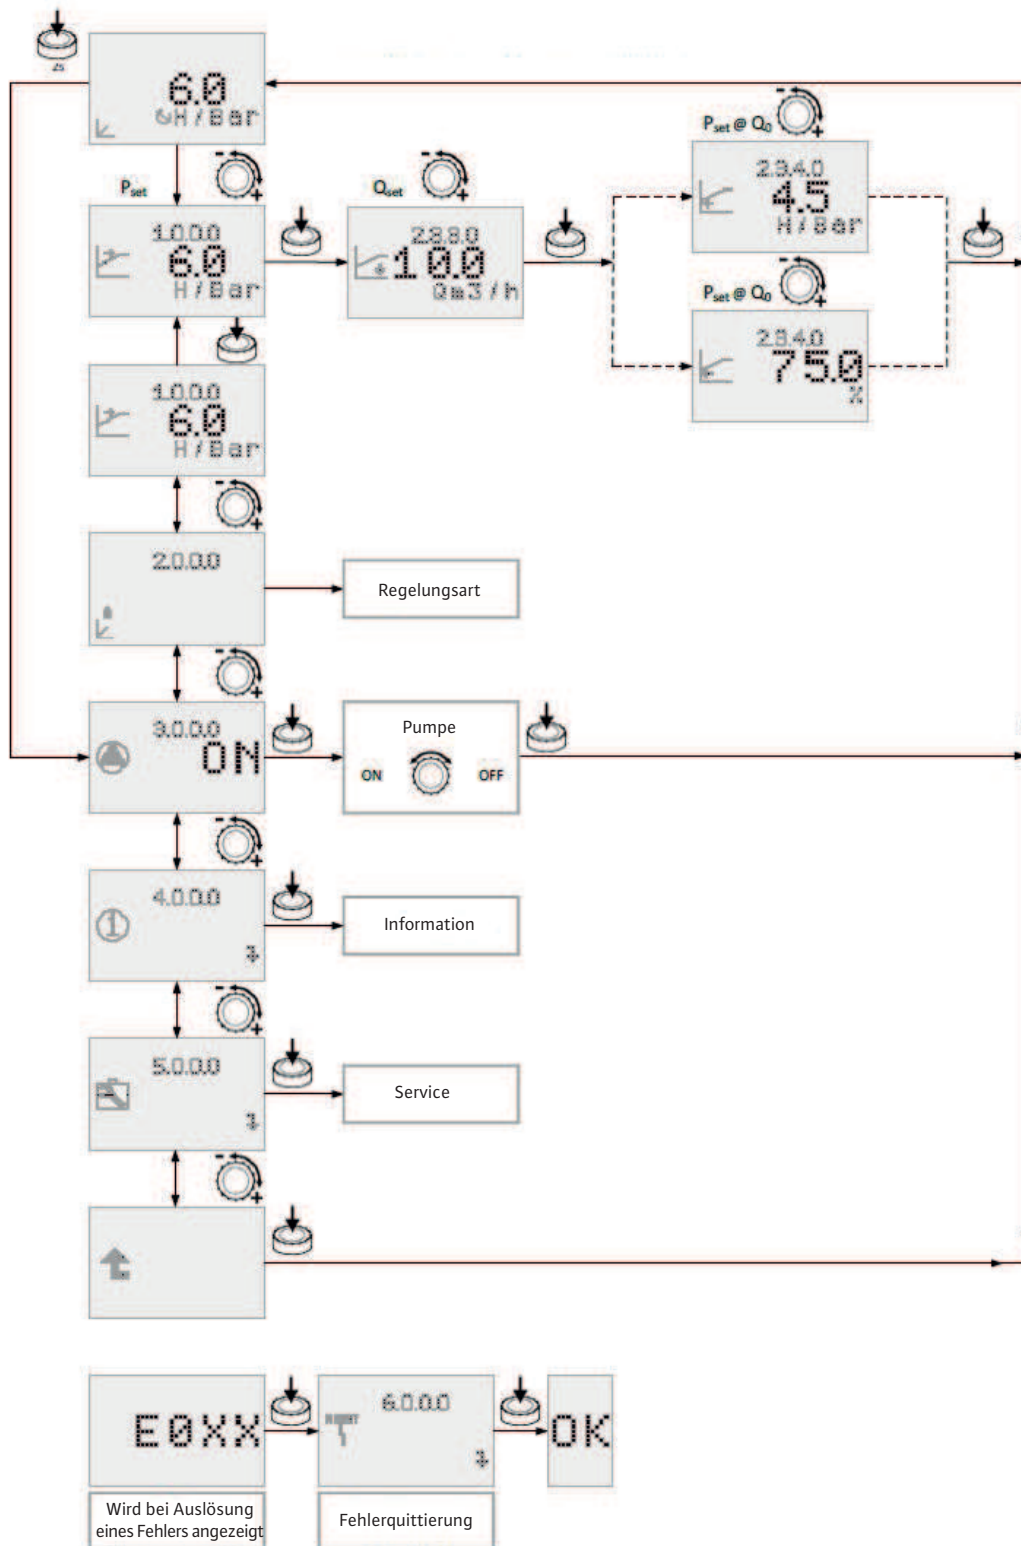 2s
6.0
H/Bar
Pset
1.0.0.0
6.0
H/Bar
Qset
2.3.3.0
10.0
Qm3/h
Pset @ Q0
2.3.4.0
4.5
H/Bar
Pset @ Q0
2.3.4.0
75.0
%
1.0.0.0
6.0
H/Bar
2.0.0.0
Regelungsart
3.0.0.0
ON
Pumpe
ON
OFF
4.0.0.0
Information
5.0.0.0
Service
E0XX
6.0.0.0
OK
Wird bei Auslösung
eines Fehlers angezeigt
Fehlerquittierung